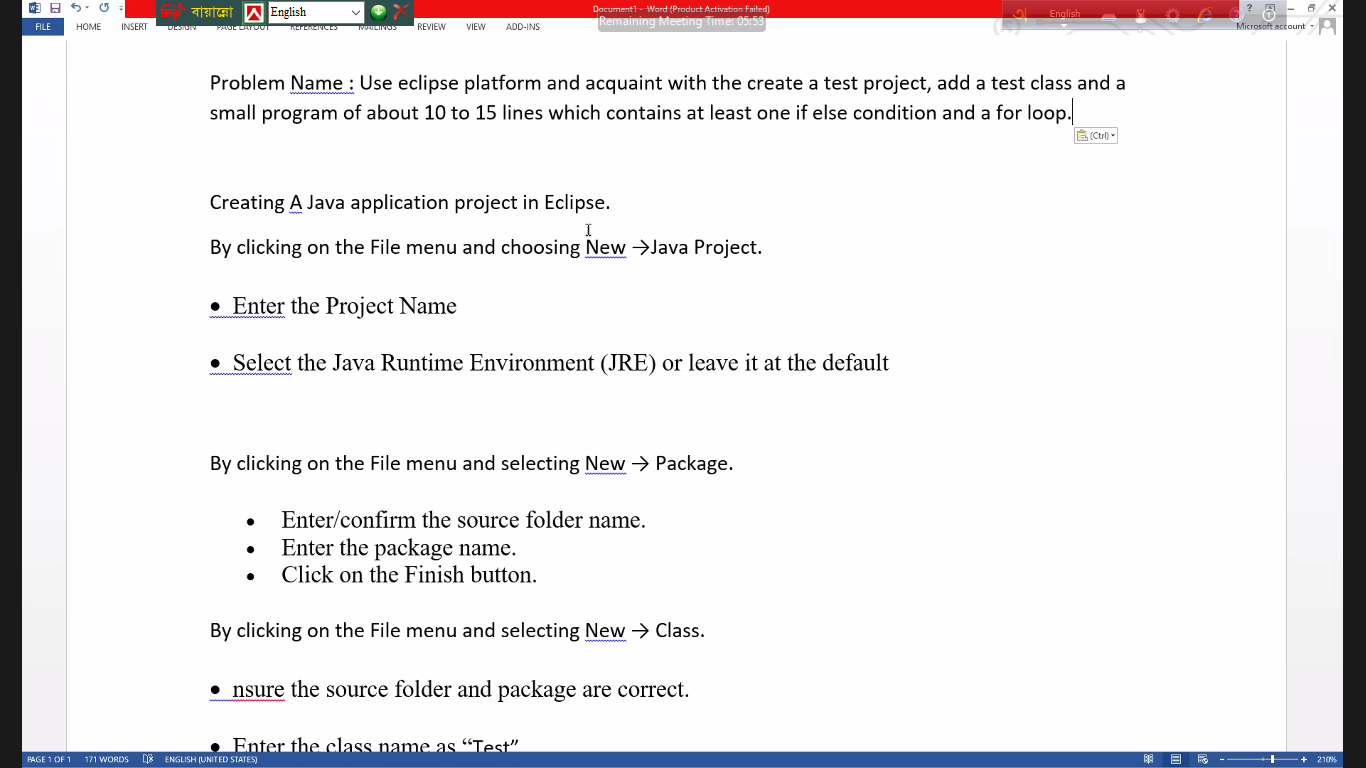 বায়ান্নো
English
Document1 - Word (Product Activation Failed)
Remaining Meeting Time: 05:53
English
FILE
HOME
INSERT
DESIGN
PAGE LAYOUT
REFERENCES
MAILINGS
REVIEW
VIEW
ADD-INS
Microsoft account
Problem Name : Use eclipse platform and acquaint with the create a test project, add a test class and a
small program of about 10 to 15 lines which contains at least one if else condition and a for loop.
(Ctrl)
Creating A Java application project in Eclipse.
By clicking on the File menu and choosing New →Java Project.
• Enter the Project Name
• Select the Java Runtime Environment (JRE) or leave it at the default
By clicking on the File menu and selecting New → Package.
• Enter/confirm the source folder name.
• Enter the package name.
• Click on the Finish button.
By clicking on the File menu and selecting New → Class.
• nsure the source folder and package are correct.
• Enter the class name as “Test”
PAGE 1 OF 1
171 WORDS
ENGLISH (UNITED STATES)
210%